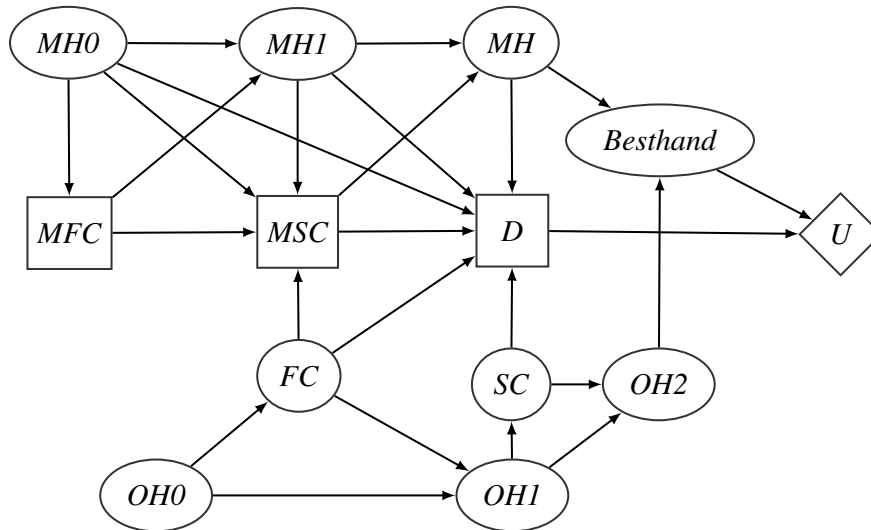 MH0 MH1 MH
Besthand
MFC MSC D U
FC SC OH2
OH0 OH1